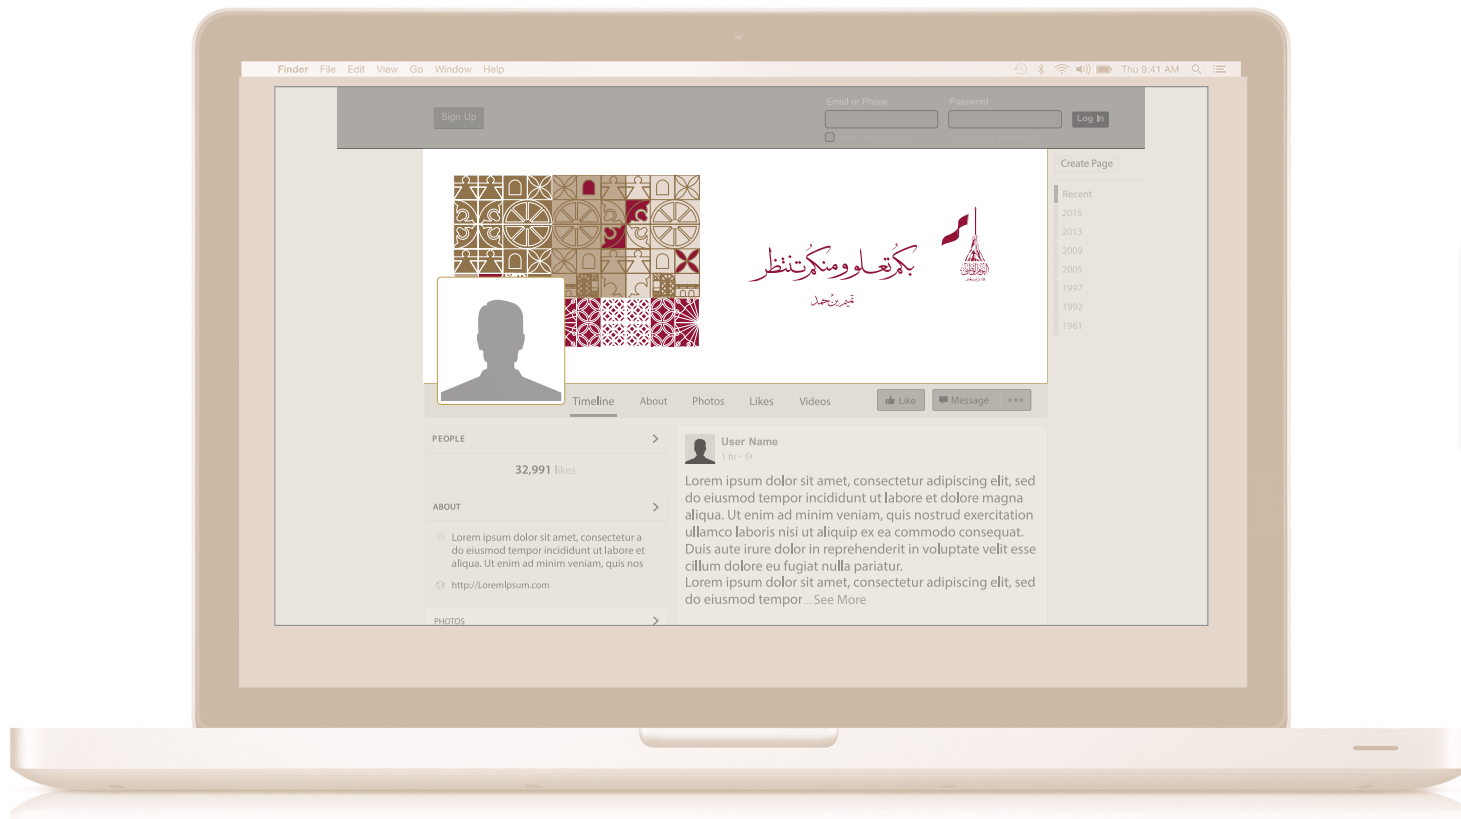 Finder File Edit View Go Window Help
Thu 9:41 AM
Sign Up
Email or Phone
Password
Log In
Create Page
Recent
2015
2013
2009
2005
1997
1992
1961
بكم تعلو ومنكم تنتظر
تميم بن حمد
Timeline About Photos Likes Videos
Like
Message
PEOPLE
32,991 likes
ABOUT
Lorem ipsum dolor sit amet, consectetur a
do eiusmod tempor incididunt ut labore et
aliqua. Ut enim ad minim veniam, quis nos
http://LoremIpsum.com
PHOTOS
User Name
1 hr
Lorem ipsum dolor sit amet, consectetur adipiscing elit, sed
do eiusmod tempor incididunt ut labore et dolore magna
aliqua. Ut enim ad minim veniam, quis nostrud exercitation
ullamco laboris nisi ut aliquip ex ea commodo consequat.
Duis aute irure dolor in reprehenderit in voluptate velit esse
cillum dolore eu fugiat nulla pariatur.
Lorem ipsum dolor sit amet, consectetur adipiscing elit, sed
do eiusmod tempor... See More